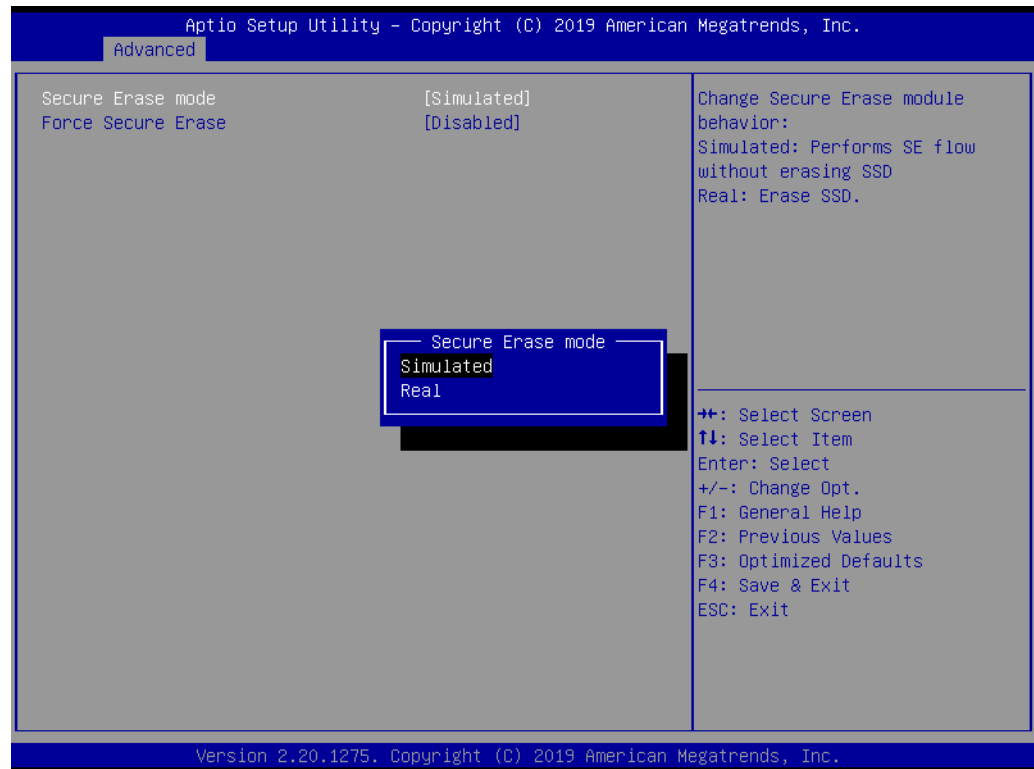 Aptio Setup Utility – Copyright (C) 2019 American Megatrends, Inc.
Advanced
Secure Erase mode [Simulated]
Force Secure Erase [Disabled]
Change Secure Erase module
behavior:
Simulated: Performs SE flow
without erasing SSD
Real: Erase SSD.
Secure Erase mode
Simulated
Real
→←: Select Screen
↑↓: Select Item
Enter: Select
+/-: Change Opt.
F1: General Help
F2: Previous Values
F3: Optimized Defaults
F4: Save & Exit
ESC: Exit
Version 2.20.1275. Copyright (C) 2019 American Megatrends, Inc.